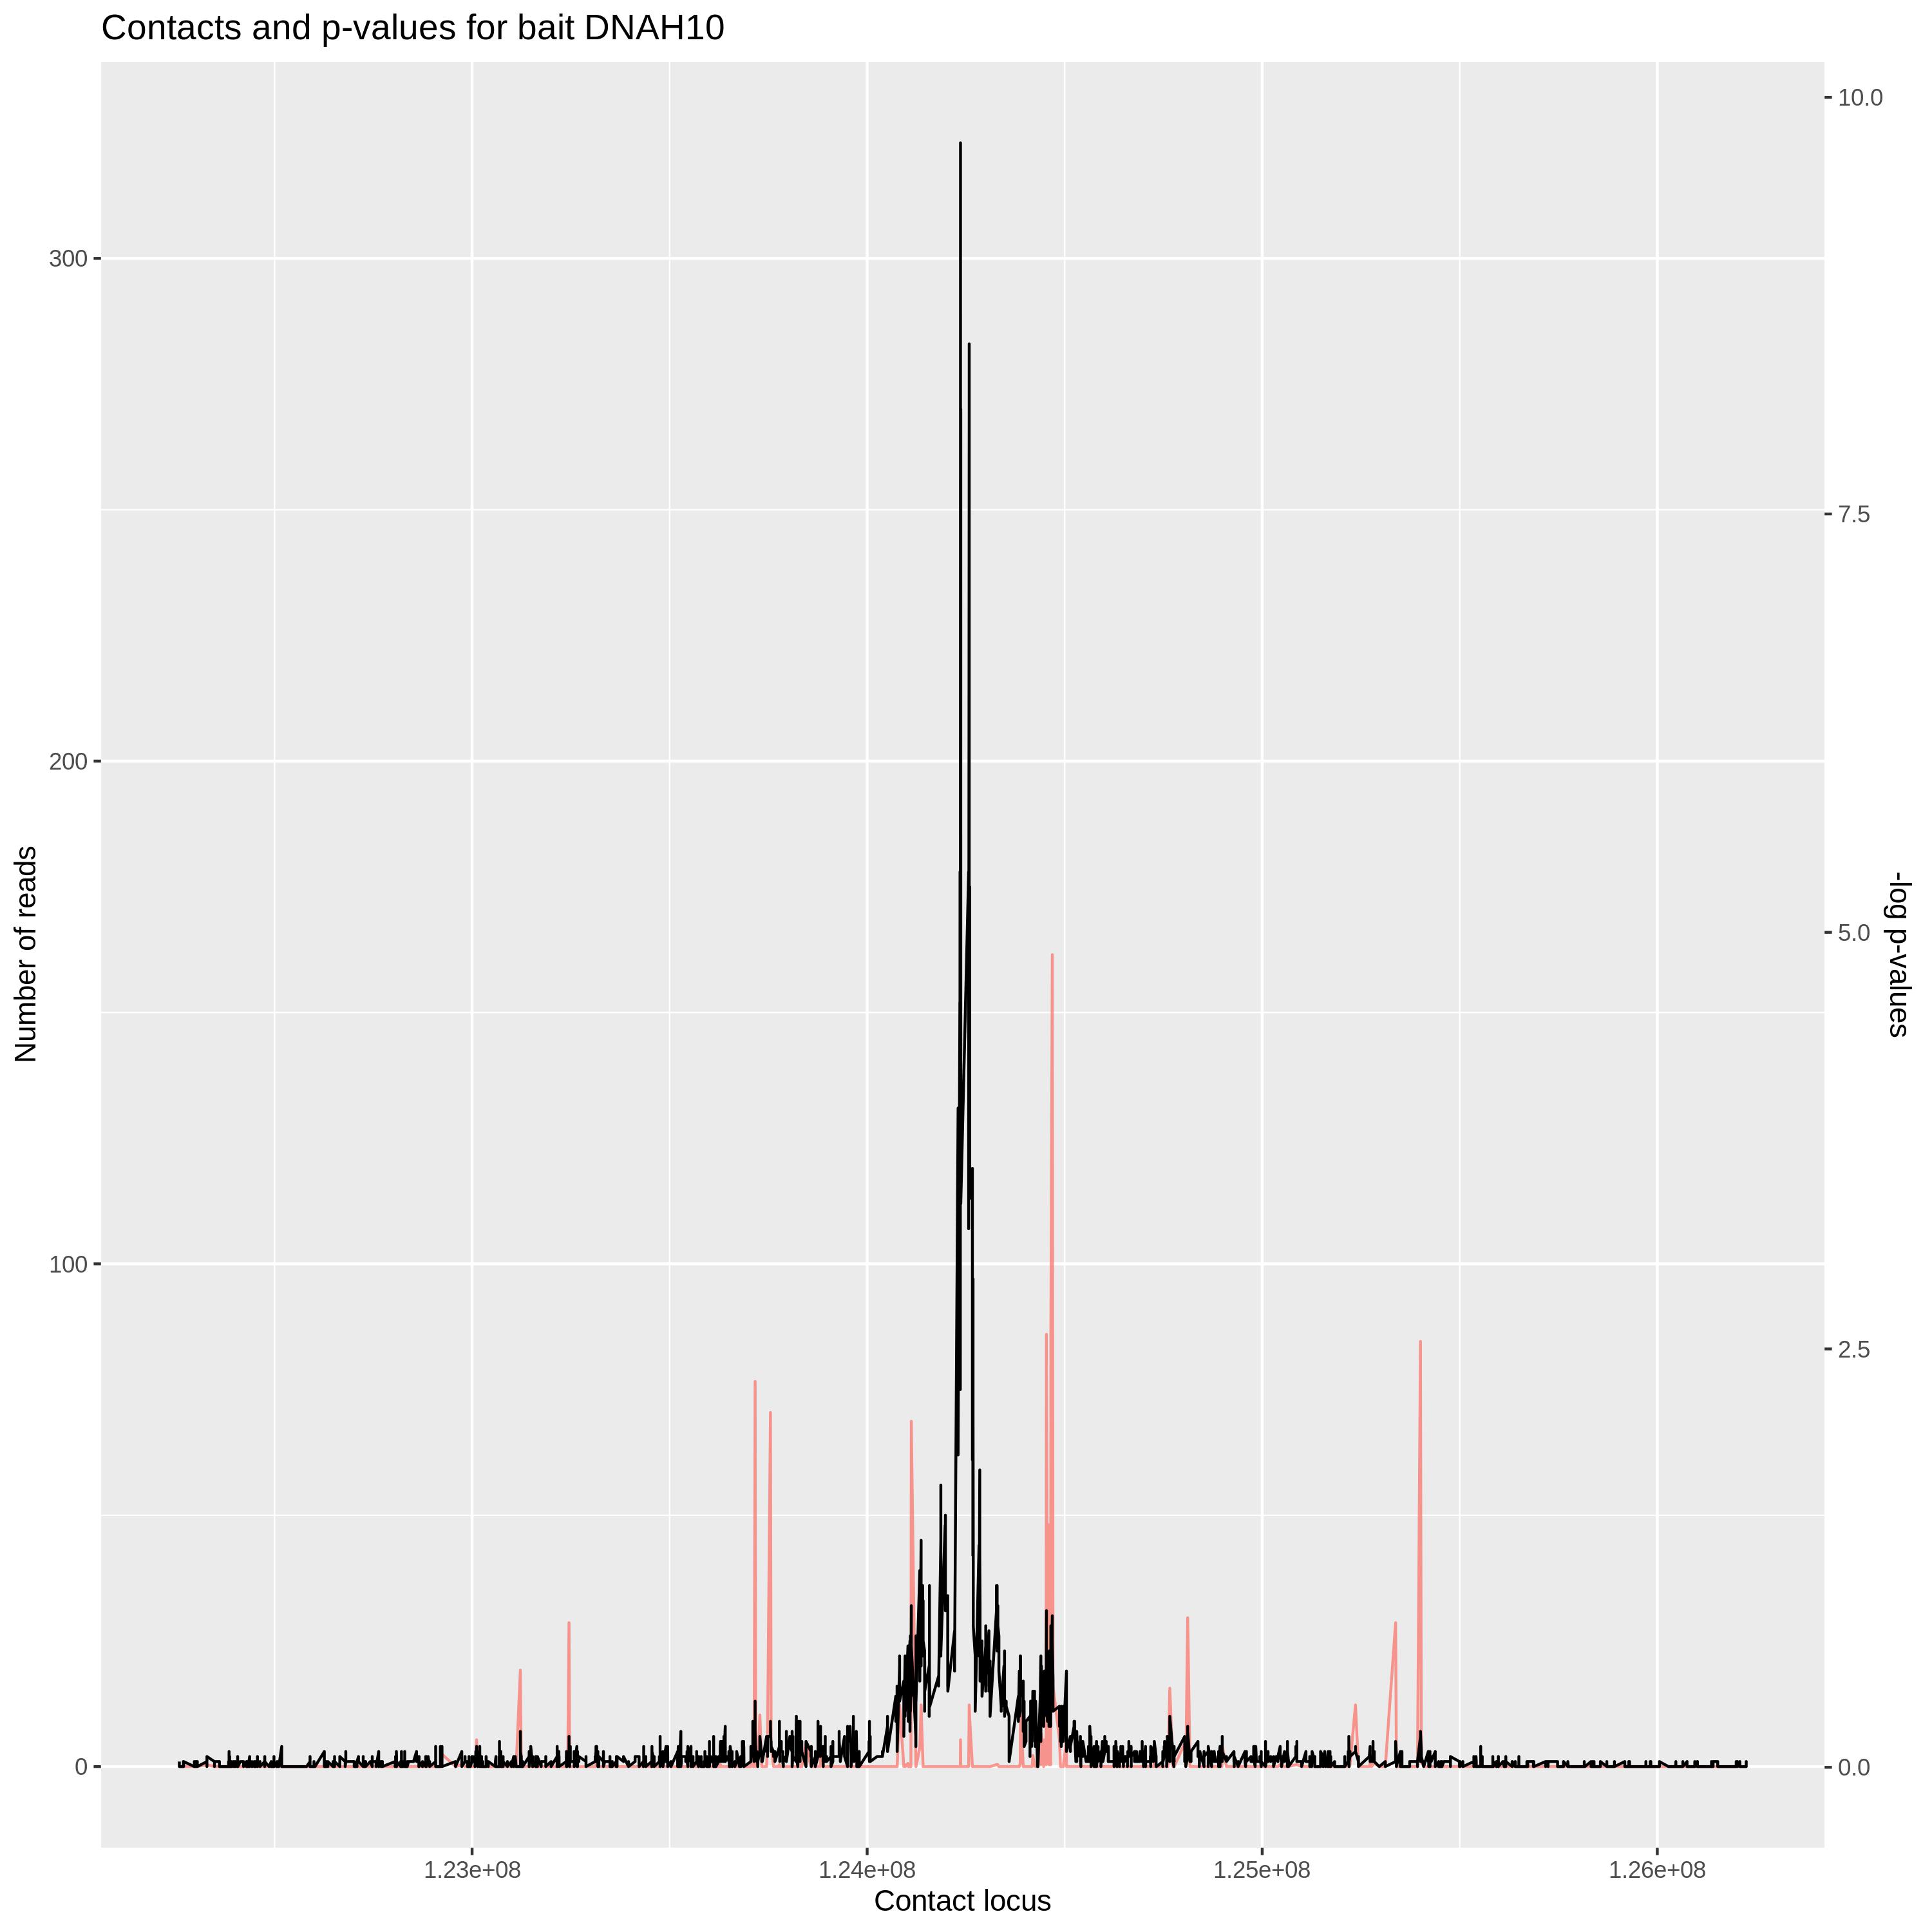 Contacts and p-values for bait DNAH10
Number of reads
300
200
100
0
10.0
7.5
5.0
2.5
0.0
-log p-values
1.23e+08
1.24e+08
1.25e+08
1.26e+08
Contact locus